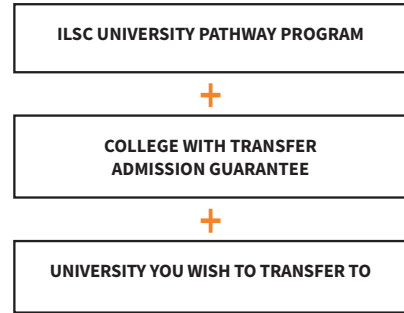 ILSC UNIVERSITY PATHWAY PROGRAM
+
COLLEGE WITH TRANSFER
ADMISSION GUARANTEE
+
UNIVERSITY YOU WISH TO TRANSFER TO